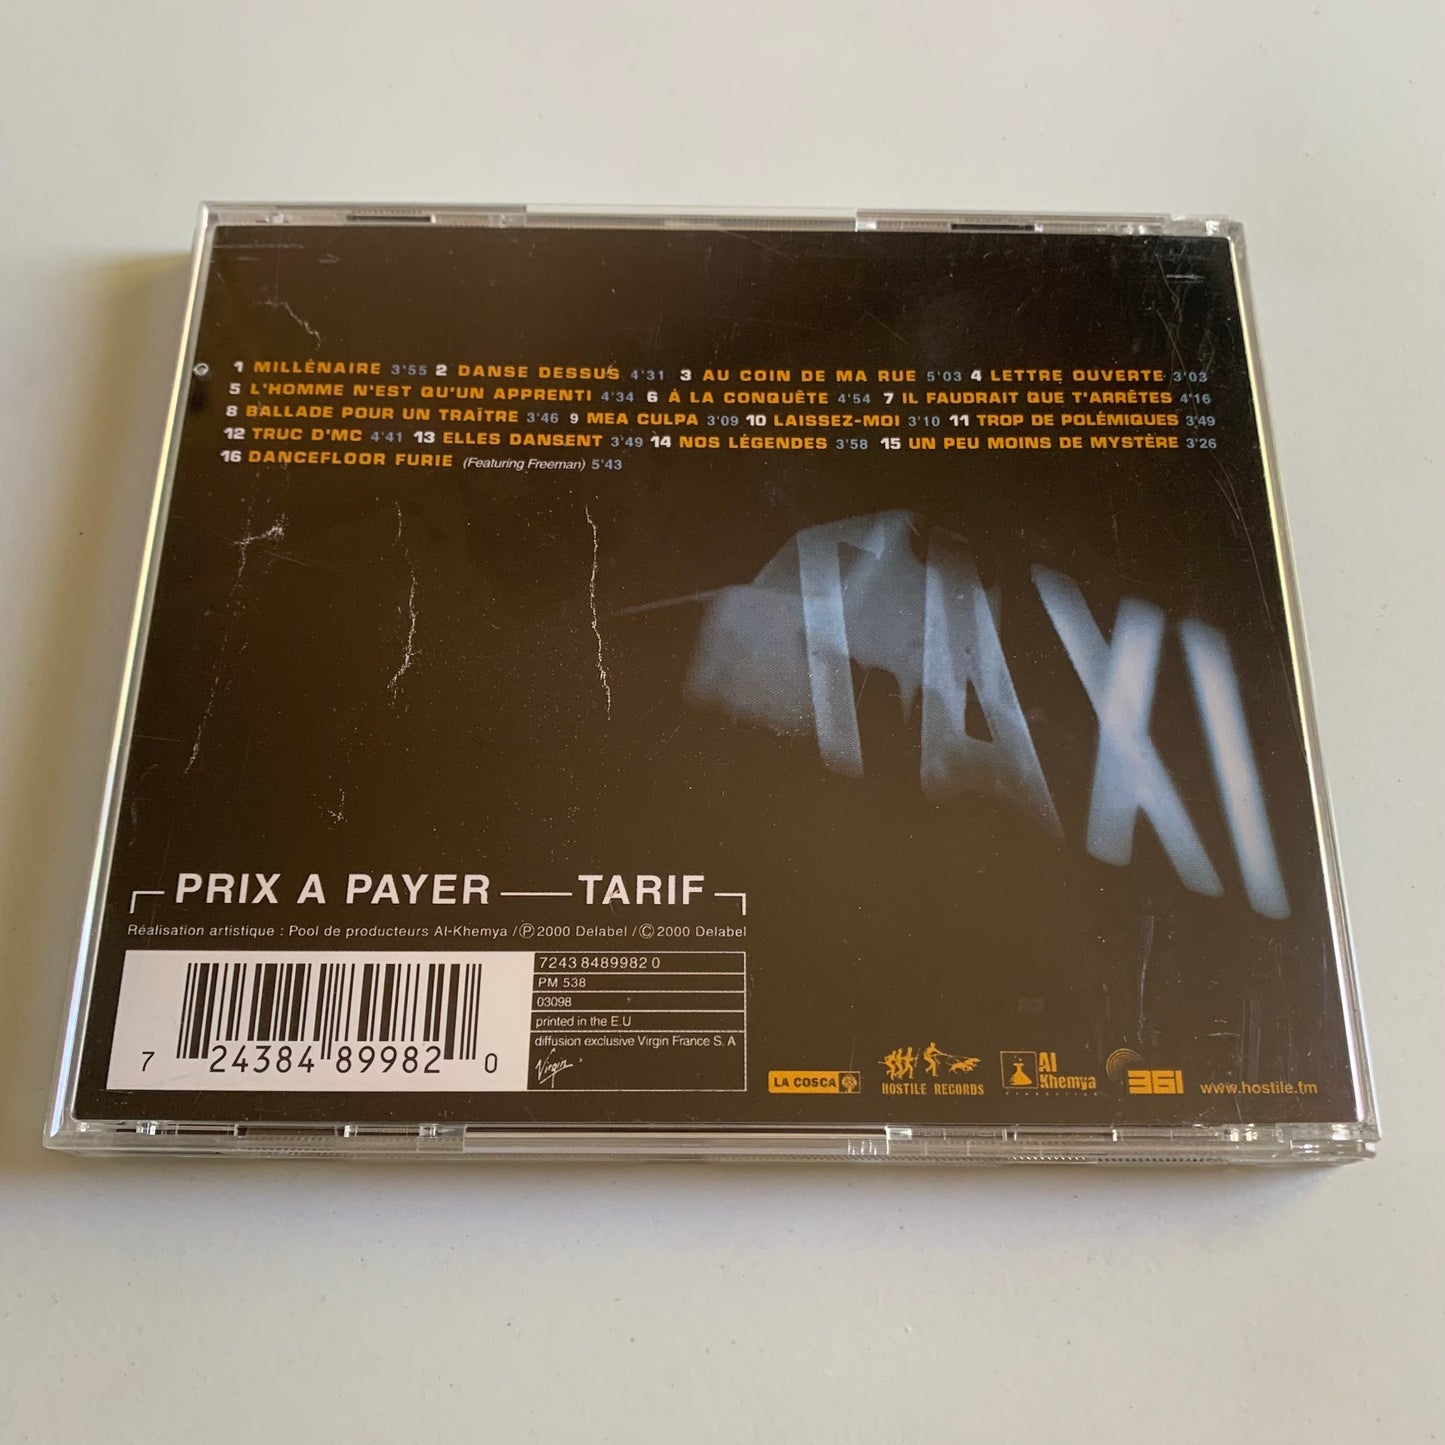 1 MILLÉNAIRE 3'55 2 DANSE DESSUS 4'31 3 AU COIN DE MA RUE 5'03 4 LETTRE OUVERTE 3'03
5 L'HOMME N'EST QU'UN APPRENTI 4'34 6 À LA CONQUÊTE 4'54 7 IL FAUDRAIT QUE T'ARRÊTES 4'16
8 BALLADE POUR UN TRAÎTRE 3'46 9 MEA CULPA 3'09 10 LAISSEZ-MOI 3'10 11 TROP DE POLÉMIQUES 3'49
12 TRUC D'MC 4'41 13 ELLES DANSENT 3'49 14 NOS LÉGENDES 3'58 15 UN PEU MOINS DE MYSTÈRE 3'26
16 DANCEFLOOR FURIE (Featuring Freeman) 5'43
TAXI
PRIX A PAYER — TARIF
Réalisation artistique : Pool de producteurs Al-Khemya / Ⓟ 2000 Delabel / © 2000 Delabel
7243 8489982 0
PM 538
03098
printed in the E.U
diffusion exclusive Virgin France S. A
Virgin
7 24384 89982 0
LA COSCA
HOSTILE RECORDS
Al Khemya
361
www.hostile.fm